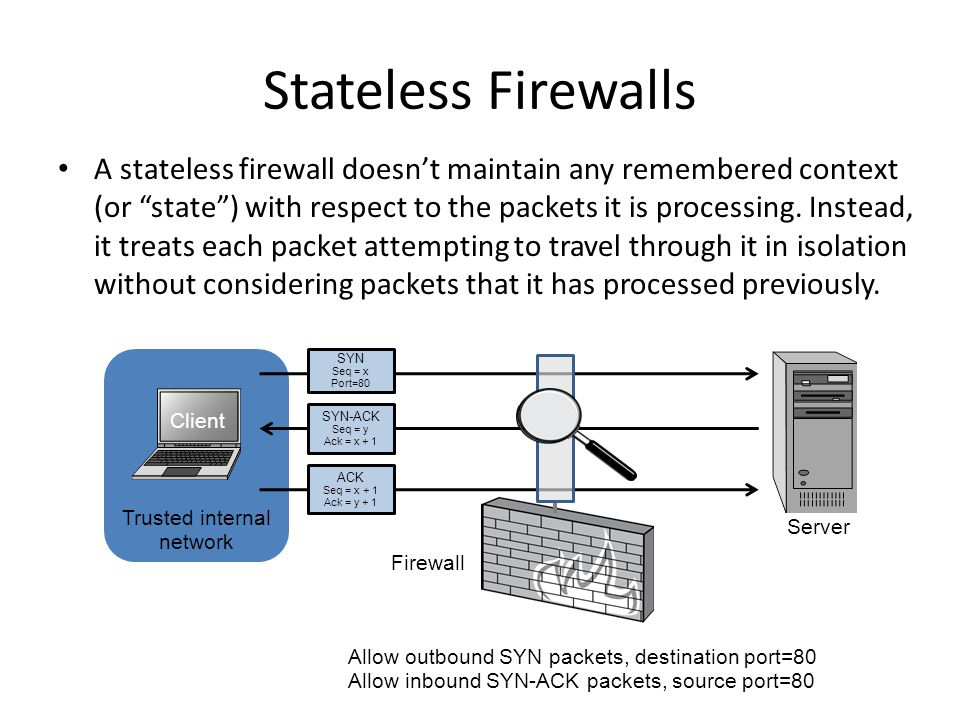 Stateless Firewalls
• A stateless firewall doesn’t maintain any remembered context
(or “state”) with respect to the packets it is processing. Instead,
it treats each packet attempting to travel through it in isolation
without considering packets that it has processed previously.
SYN
Seq = x
Port=80
Client
SYN-ACK
Seq = y
Ack = x + 1
ACK
Seq = x + 1
Ack = y + 1
Trusted internal
network
Server
Firewall
Allow outbound SYN packets, destination port=80
Allow inbound SYN-ACK packets, source port=80